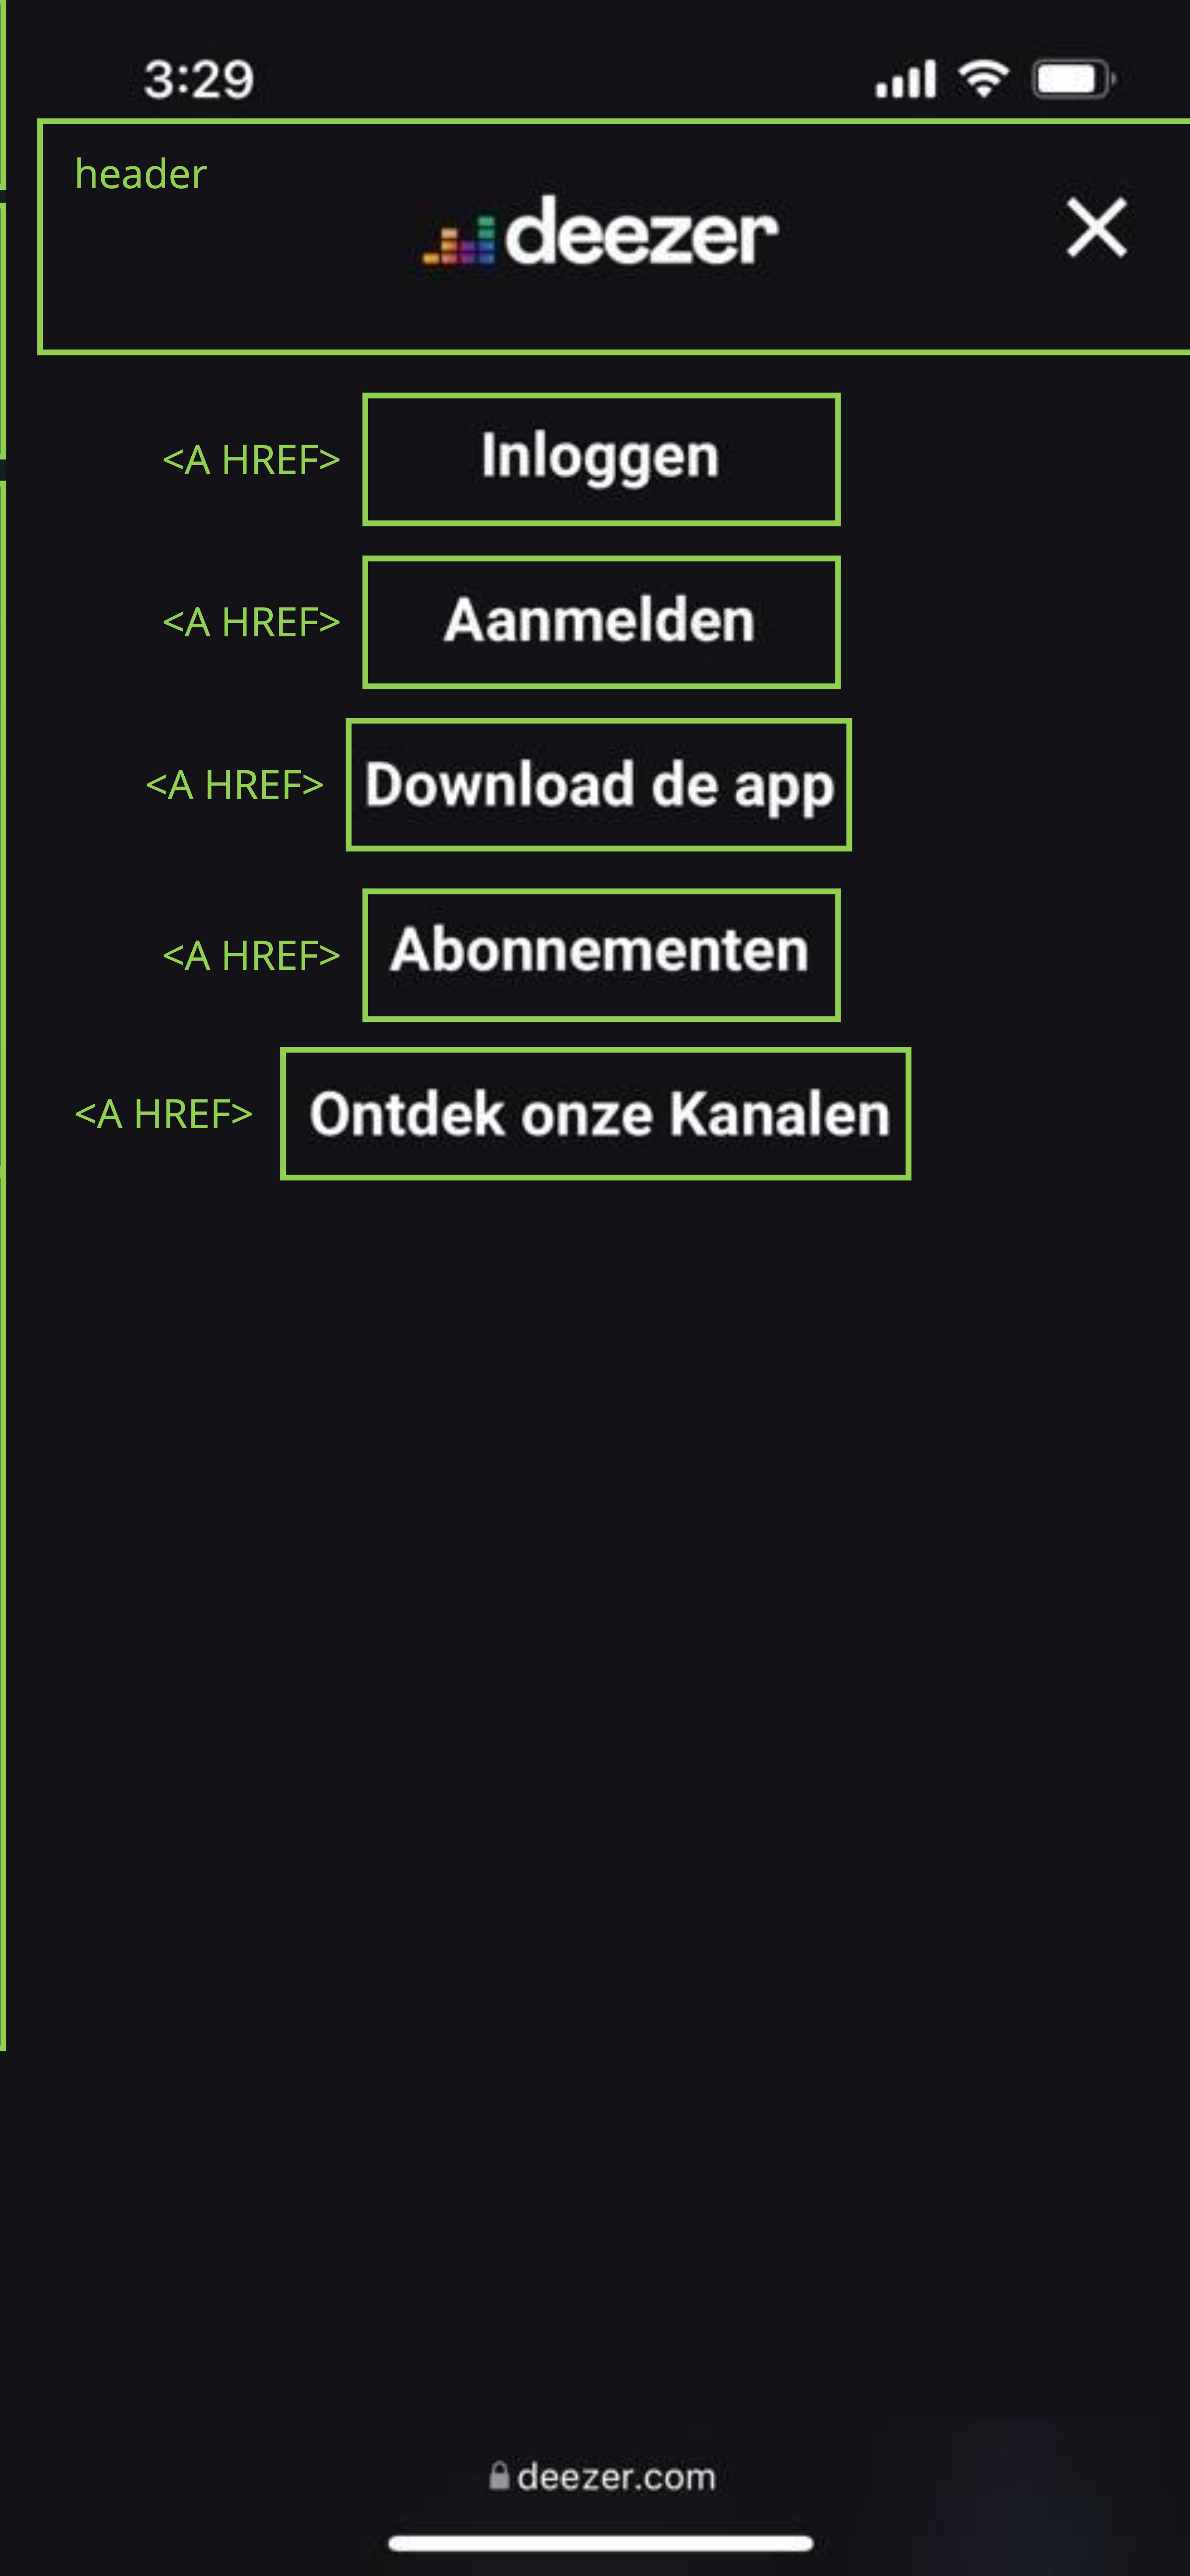 3:29
header
deezer
<A HREF> Inloggen
<A HREF> Aanmelden
<A HREF> Download de app
<A HREF> Abonnementen
<A HREF> Ontdek onze Kanalen
deezer.com